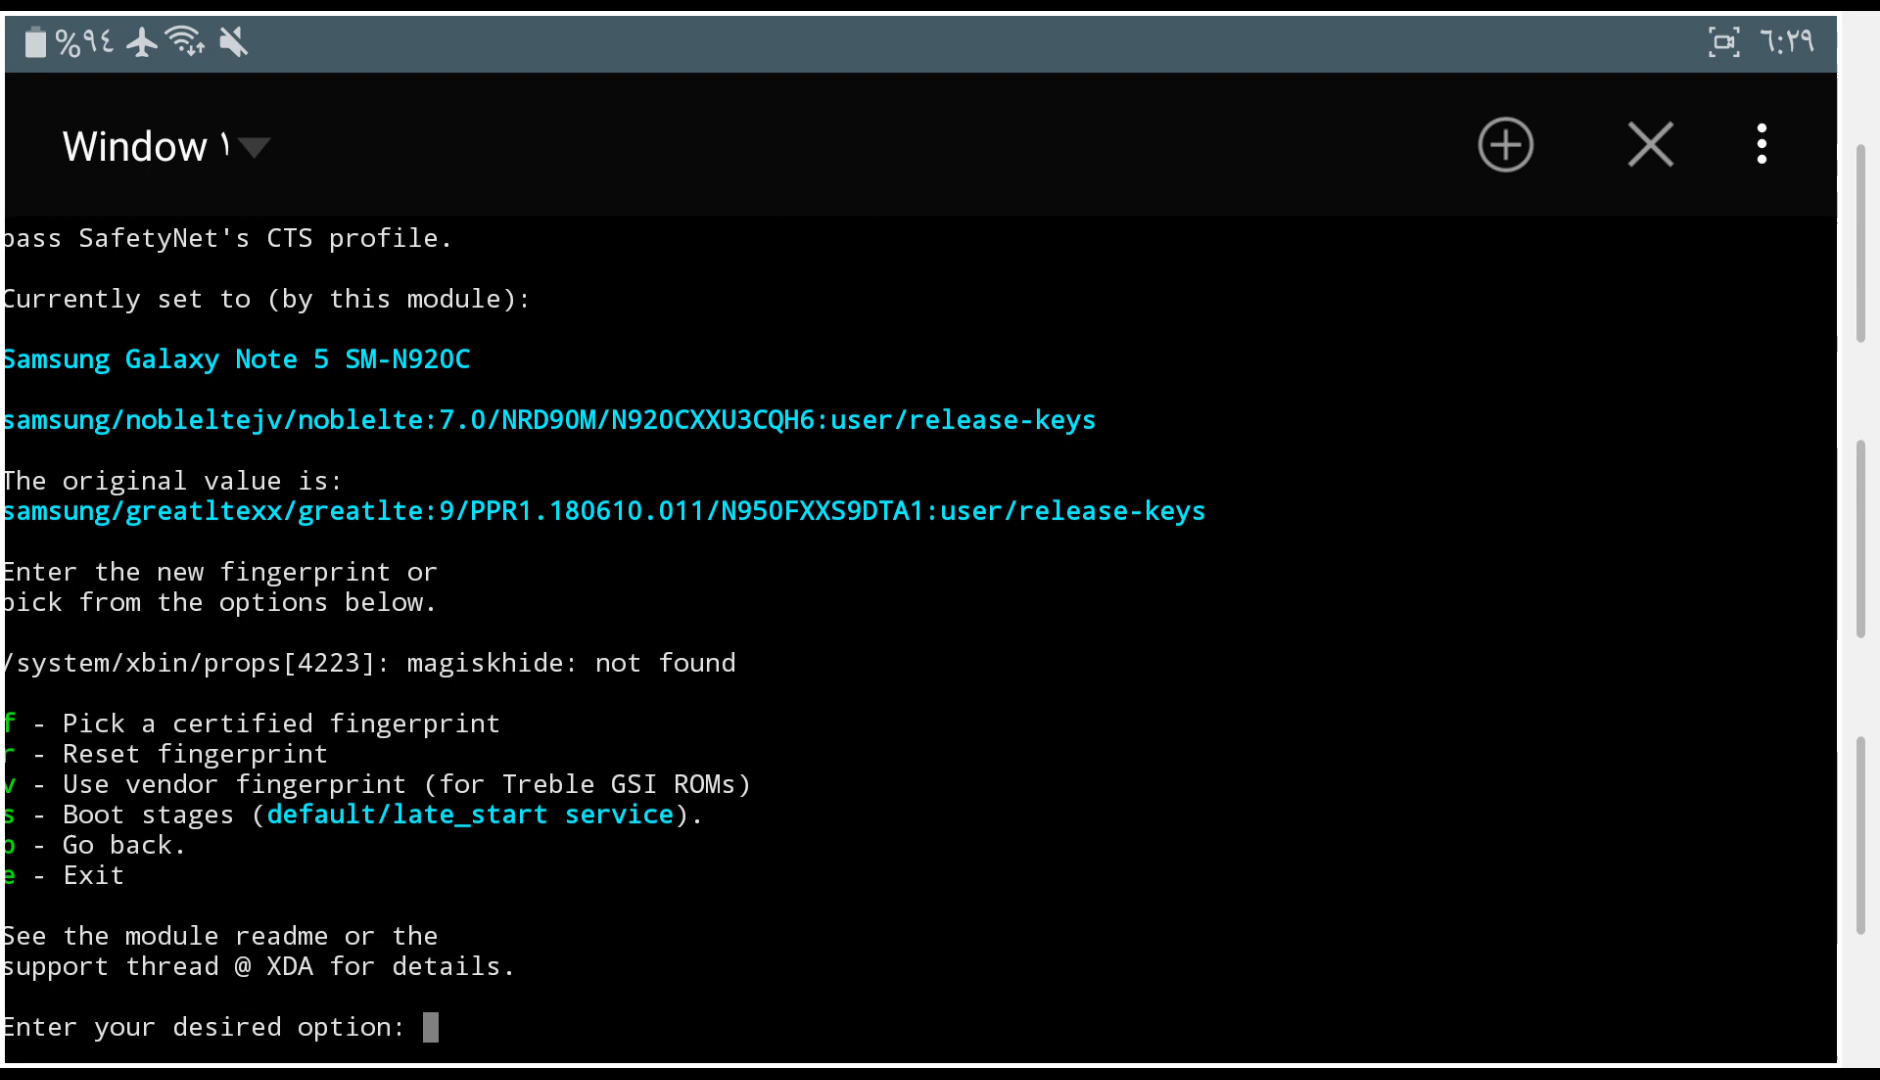 %٩٤
٦:٢٩
Window ١
pass SafetyNet's CTS profile.
Currently set to (by this module):
Samsung Galaxy Note 5 SM-N920C
samsung/nobleltejv/noblelte:7.0/NRD90M/N920CXXU3CQH6:user/release-keys
The original value is:
samsung/greatltexx/greatlte:9/PPR1.180610.011/N950FXXS9DTA1:user/release-keys
Enter the new fingerprint or
pick from the options below.
/system/xbin/props[4223]: magiskhide: not found
f - Pick a certified fingerprint
r - Reset fingerprint
v - Use vendor fingerprint (for Treble GSI ROMs)
s - Boot stages (default/late_start service).
b - Go back.
e - Exit
See the module readme or the
support thread @ XDA for details.
Enter your desired option: